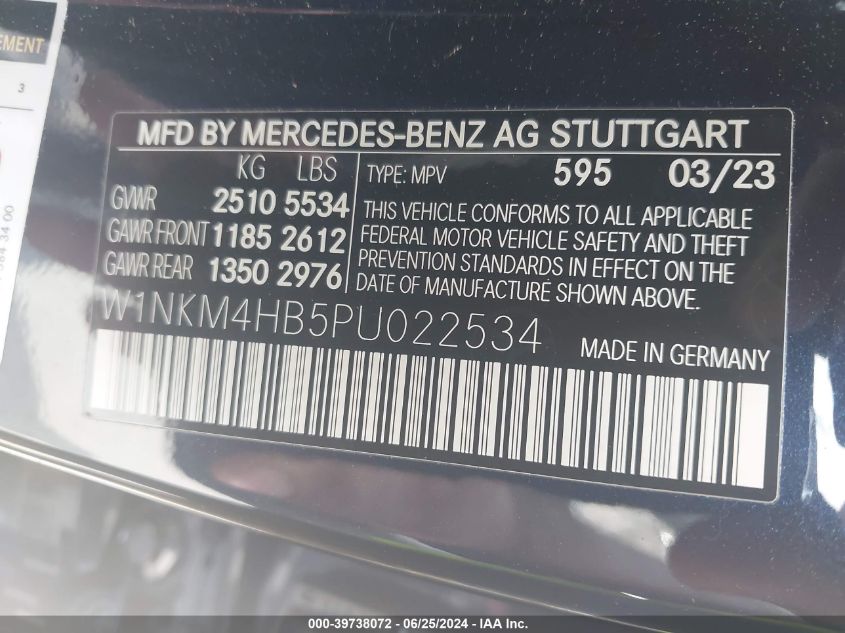 EMENT
3
MFD BY MERCEDES-BENZ AG STUTTGART
KG LBS
GVWR 2510 5534
GAWR FRONT 1185 2612
GAWR REAR 1350 2976
TYPE: MPV 595 03/23
THIS VEHICLE CONFORMS TO ALL APPLICABLE
FEDERAL MOTOR VEHICLE SAFETY AND THEFT
PREVENTION STANDARDS IN EFFECT ON THE
DATE OF MANUFACTURE SHOWN ABOVE.
W1NKM4HB5PU022534
MADE IN GERMANY
000-39738072 - 06/25/2024 - IAA Inc.